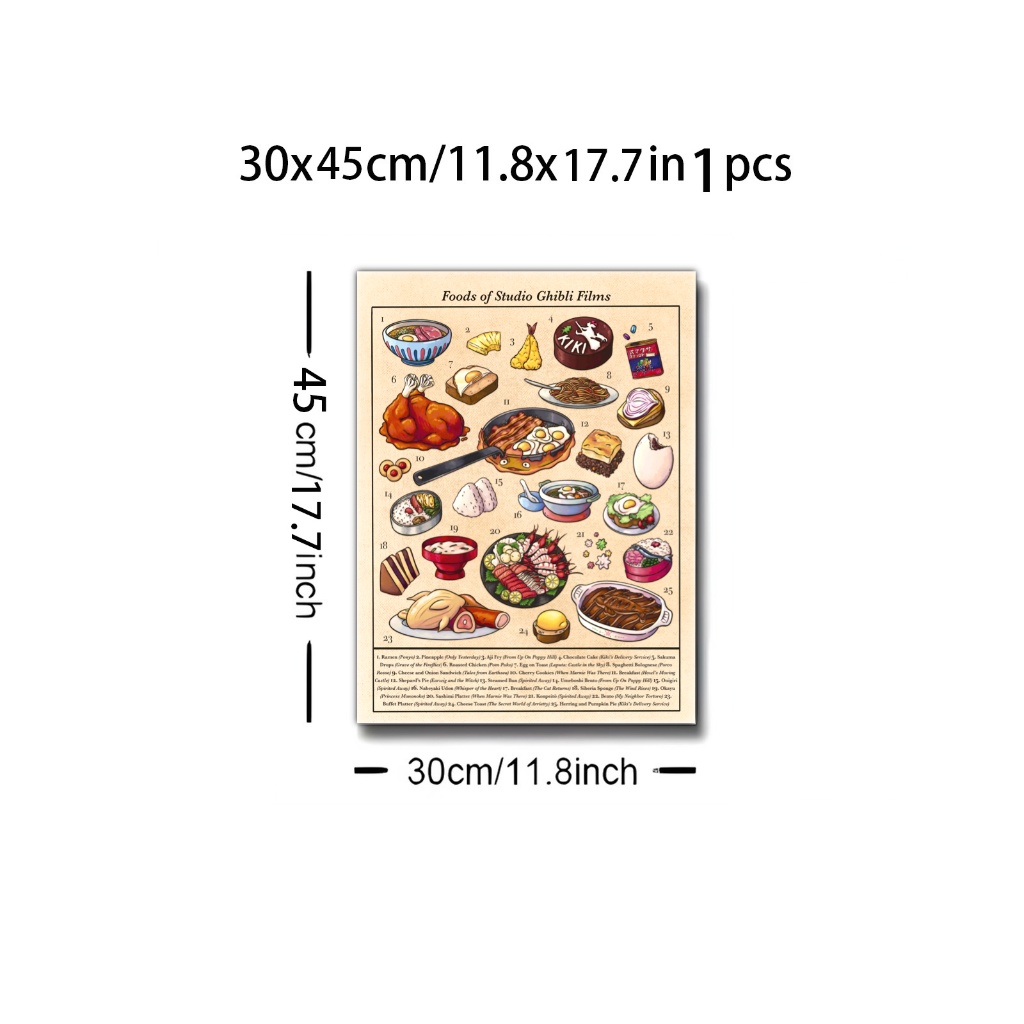 30x45cm/11.8x17.7in 1 pcs
45 cm/17.7inch
Foods of Studio Ghibli Films
1
2
3
4
KIKI
5
6
7
8
9
10
11
12
13
14
15
16
17
18
19
20
21
22
23
24
25
1. Ramen (Ponyo) 2. Pineapple (Only Yesterday) 3. Aji Fry (From Up On Poppy Hill) 4. Chocolate Cake (Kiki's Delivery Service) 5. Sakuma
Drops (Grave of the Fireflies) 6. Roasted Chicken (Pom Poko) 7. Egg on Toast (Laputa: Castle in the Sky) 8. Spaghetti Bolognese (Porco
Rosso) 9. Cheese and Onion Sandwich (Tales from Earthsea) 10. Cherry Cookies (When Marnie Was There) 11. Breakfast (Howl's Moving
Castle) 12. Shepard's Pie (Earwig and the Witch) 13. Steamed Bun (Spirited Away) 14. Umeboshi Bento (From Up On Poppy Hill) 15. Onigiri
(Spirited Away) 16. Nabeyaki Udon (Whisper of the Heart) 17. Breakfast (The Cat Returns) 18. Siberia Sponge (The Wind Rises) 19. Okayu
(Princess Mononoke) 20. Sashimi Platter (When Marnie Was There) 21. Konpeitō (Spirited Away) 22. Bento (My Neighbor Totoro) 23.
Buffet Platter (Spirited Away) 24. Cheese Toast (The Secret World of Arrietty) 25. Herring and Pumpkin Pie (Kiki's Delivery Service)
30cm/11.8inch